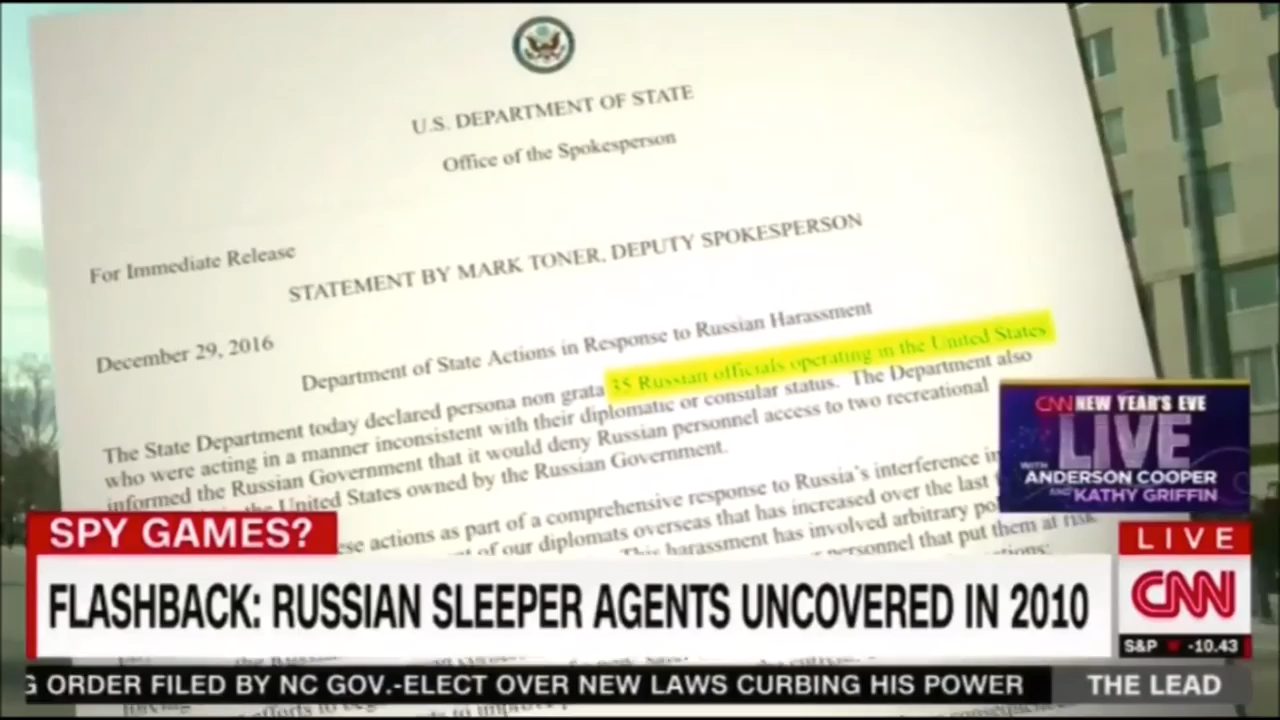 U.S. DEPARTMENT OF STATE
Office of the Spokesperson
For Immediate Release
STATEMENT BY MARK TONER, DEPUTY SPOKESPERSON
December 29, 2016
Department of State Actions in Response to Russian Harassment
The State Department today declared persona non grata 35 Russian officials operating in the United States
who were acting in a manner inconsistent with their diplomatic or consular status. The Department also
informed the Russian Government that it would deny Russian personnel access to two recreational
the United States owned by the Russian Government.
ese actions as part of a comprehensive response to Russia's interference in
of our diplomats overseas that has increased over the last
This harassment has involved arbitrary po
personnel that put them at risk
CNN NEW YEAR'S EVE
LIVE
WITH
ANDERSON COOPER
AND KATHY GRIFFIN
SPY GAMES?
FLASHBACK: RUSSIAN SLEEPER AGENTS UNCOVERED IN 2010
LIVE
CNN
S&P ▼ -10.43
G ORDER FILED BY NC GOV.-ELECT OVER NEW LAWS CURBING HIS POWER
THE LEAD